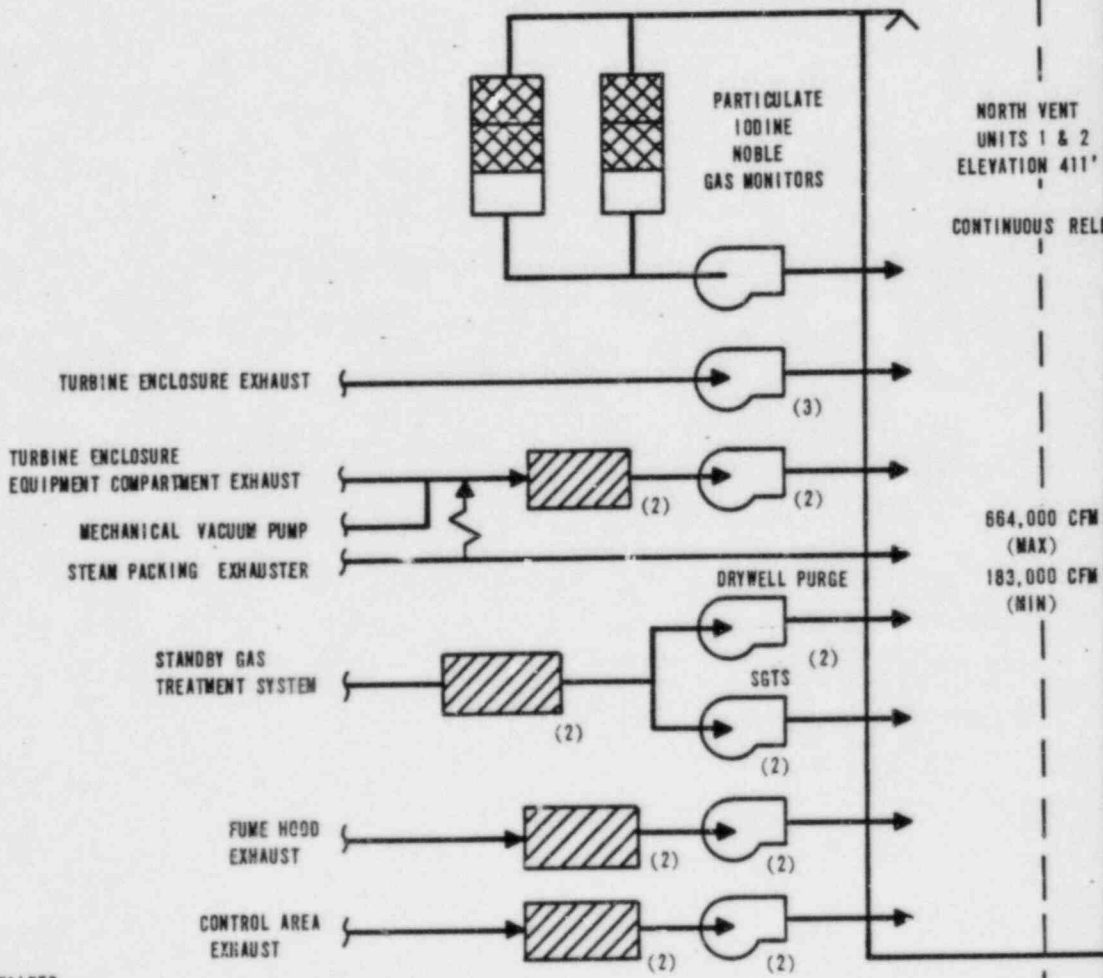 PARTICULATE
IODINE
NOBLE
GAS MONITORS
NORTH VENT
UNITS 1 & 2
ELEVATION 411'
TURBINE ENCLOSURE EXHAUST
(3)
TURBINE ENCLOSURE
EQUIPMENT COMPARTMENT EXHAUST
(2)
(2)
MECHANICAL VACUUM PUMP
STEAM PACKING EXHAUSTER
664,000 CFM
(MAX)
183,000 CFM
(MIN)
DRYWELL PURGE
(2)
STANDBY GAS
TREATMENT SYSTEM
(2)
SGTS
(2)
FUME HOOD
EXHAUST
(2)
(2)
CONTROL AREA
EXHAUST
(2)
(2)
CONTINUOUS RELE